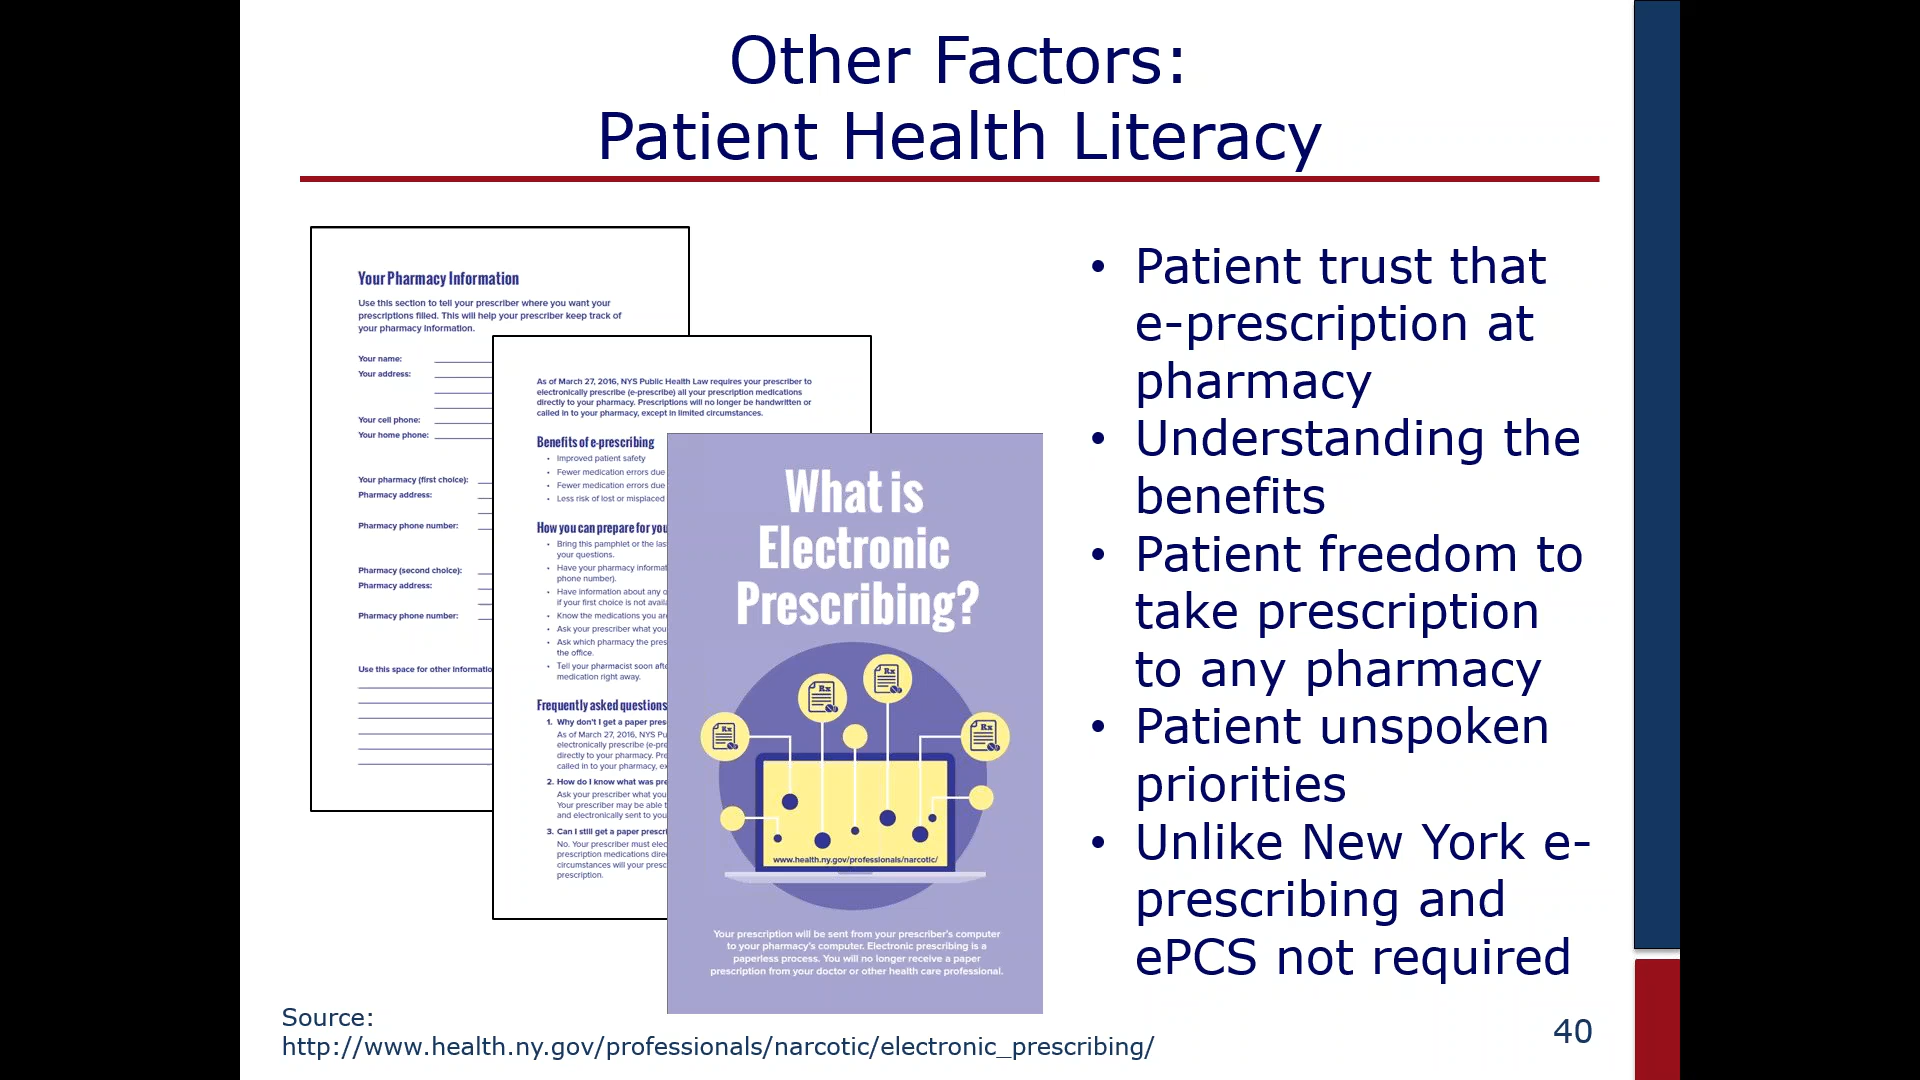 Other Factors:
Patient Health Literacy
Your Pharmacy Information
Use this section to tell your prescriber where you want your
prescriptions filled. This will help your prescriber keep track of
your pharmacy information.
Your name:
Your address:
Your cell phone:
Your home phone:
Your pharmacy (first choice):
Pharmacy address:
Pharmacy phone number:
Pharmacy (second choice):
Pharmacy address:
Pharmacy phone number:
Use this space for other informatio
As of March 27, 2016, NYS Public Health Law requires your prescriber to
electronically prescribe (e-prescribe) all your prescription medications
directly to your pharmacy. Prescriptions will no longer be handwritten or
called in to your pharmacy, except in limited circumstances.
Benefits of e-prescribing
• Improved patient safety
• Fewer medication errors due
• Fewer medication errors due
• Less risk of lost or misplaced
How you can prepare for you
• Bring this pamphlet or the las
your questions.
• Have your pharmacy informat
phone number).
• Have information about any o
if your first choice is not availa
• Know the medications you are
• Ask your prescriber what you
• Ask which pharmacy the pres
the office.
• Tell your pharmacist soon afte
medication right away.
Frequently asked questions
1. Why don't I get a paper pres
As of March 27, 2016, NYS Pu
electronically prescribe (e-pre
directly to your pharmacy. Pre
called in to your pharmacy, ex
2. How do I know what was pre
Ask your prescriber what you
Your prescriber may be able t
and electronically sent to you
3. Can I still get a paper prescri
No. Your prescriber must elec
prescription medications direc
circumstances will your presc
prescription.
What is
Electronic
Prescribing?
Rx
Rx
Rx
Rx
www.health.ny.gov/professionals/narcotic/
Your prescription will be sent from your prescriber's computer
to your pharmacy's computer. Electronic prescribing is a
paperless process. You will no longer receive a paper
prescription from your doctor or other health care professional.
• Patient trust that
e-prescription at
pharmacy
• Understanding the
benefits
• Patient freedom to
take prescription
to any pharmacy
• Patient unspoken
priorities
• Unlike New York e-
prescribing and
ePCS not required
Source:
http://www.health.ny.gov/professionals/narcotic/electronic_prescribing/
40